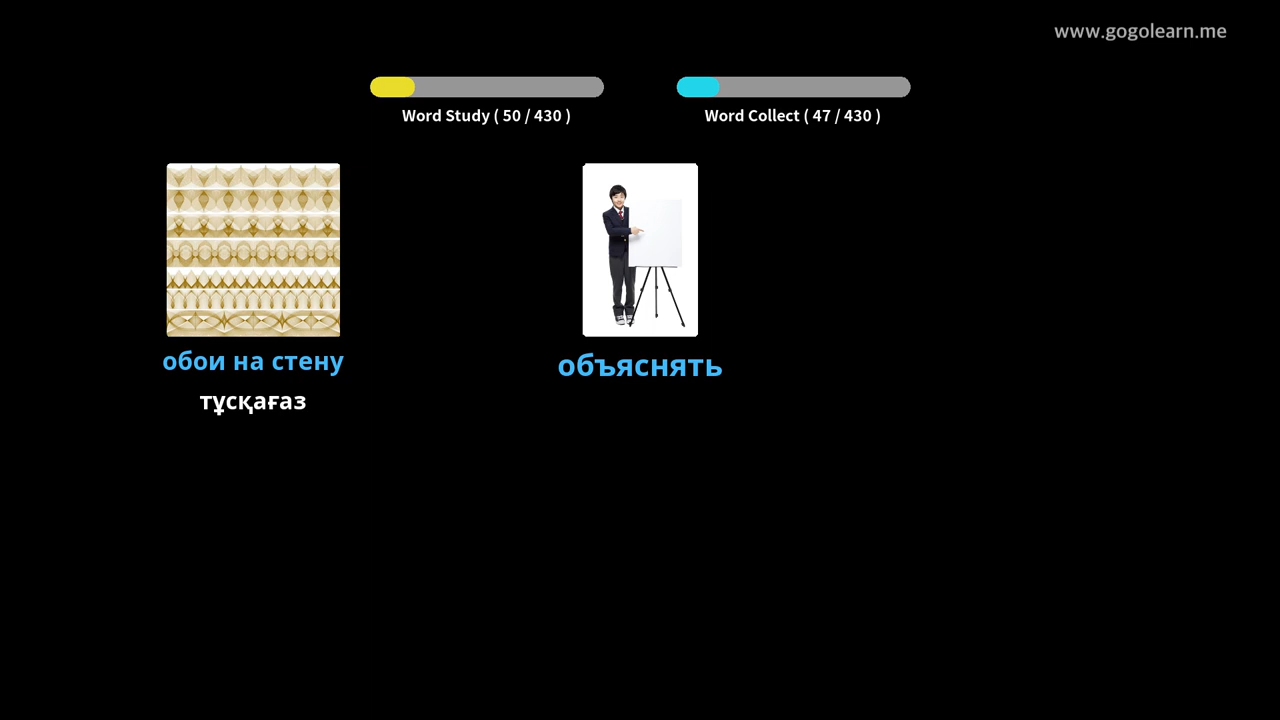 www.gogolearn.me
Word Study ( 50 / 430 )
Word Collect ( 47 / 430 )
обои на стену
тұсқағаз
объяснять